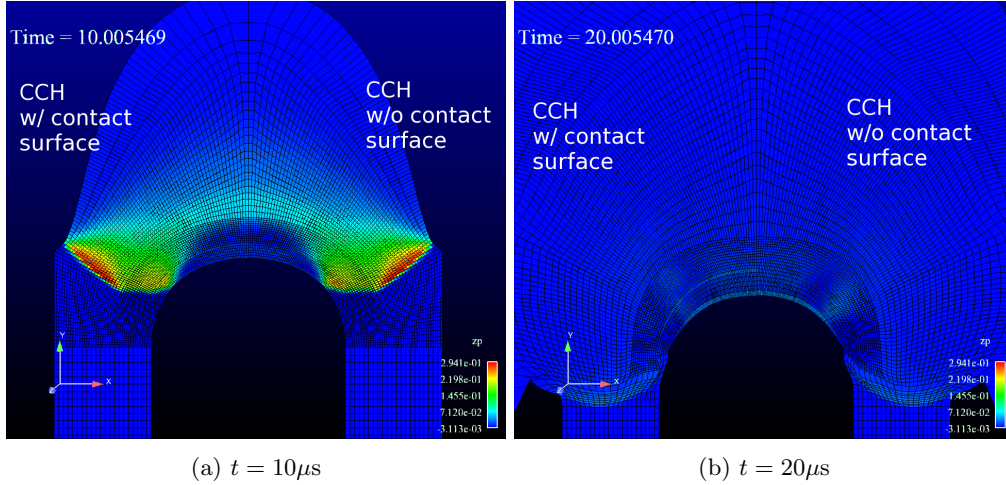 Time = 10.005469
CCH
w/ contact
surface
CCH
w/o contact
surface
Y
X
Z
zp
2.941e-01
2.198e-01
1.455e-01
7.120e-02
-3.113e-03
(a) t = 10μs
Time = 20.005470
CCH
w/ contact
surface
CCH
w/o contact
surface
Y
X
Z
zp
2.941e-01
2.198e-01
1.455e-01
7.120e-02
-3.113e-03
(b) t = 20μs